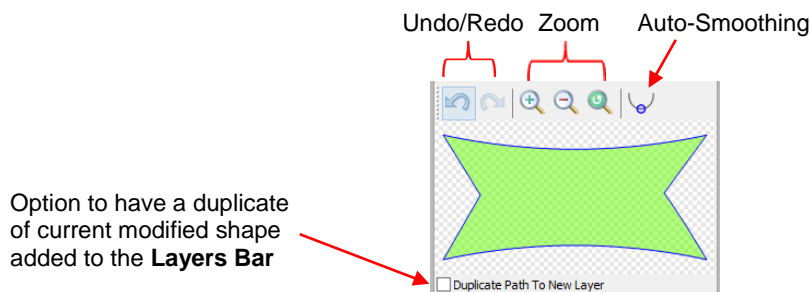 Undo/Redo Zoom Auto-Smoothing
Option to have a duplicate
of current modified shape
added to the Layers Bar
Duplicate Path To New Layer